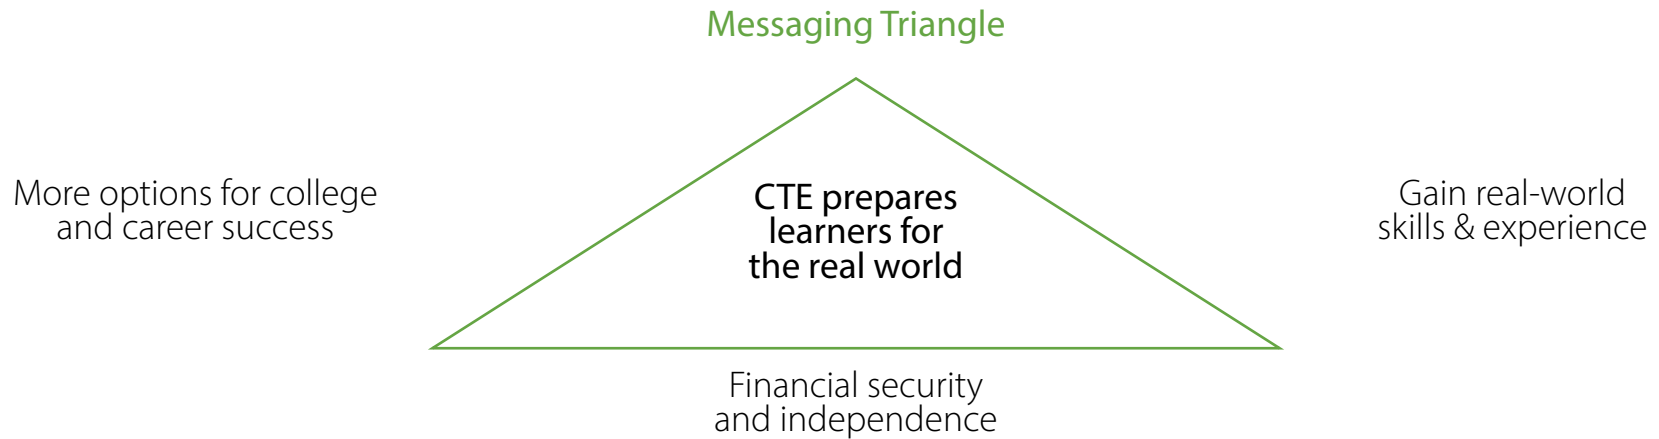 Messaging Triangle
More options for college
and career success
CTE prepares
learners for
the real world
Gain real-world
skills & experience
Financial security
and independence